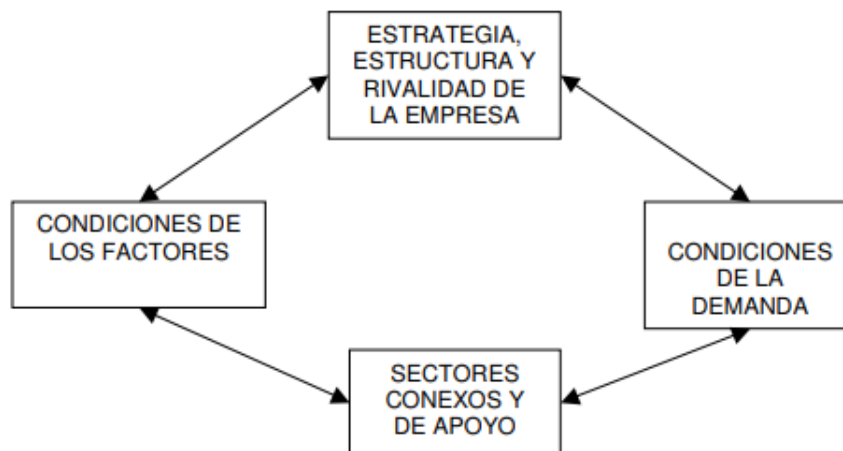 ESTRATEGIA,
ESTRUCTURA Y
RIVALIDAD DE
LA EMPRESA
CONDICIONES DE
LOS FACTORES
CONDICIONES
DE LA
DEMANDA
SECTORES
CONEXOS Y
DE APOYO